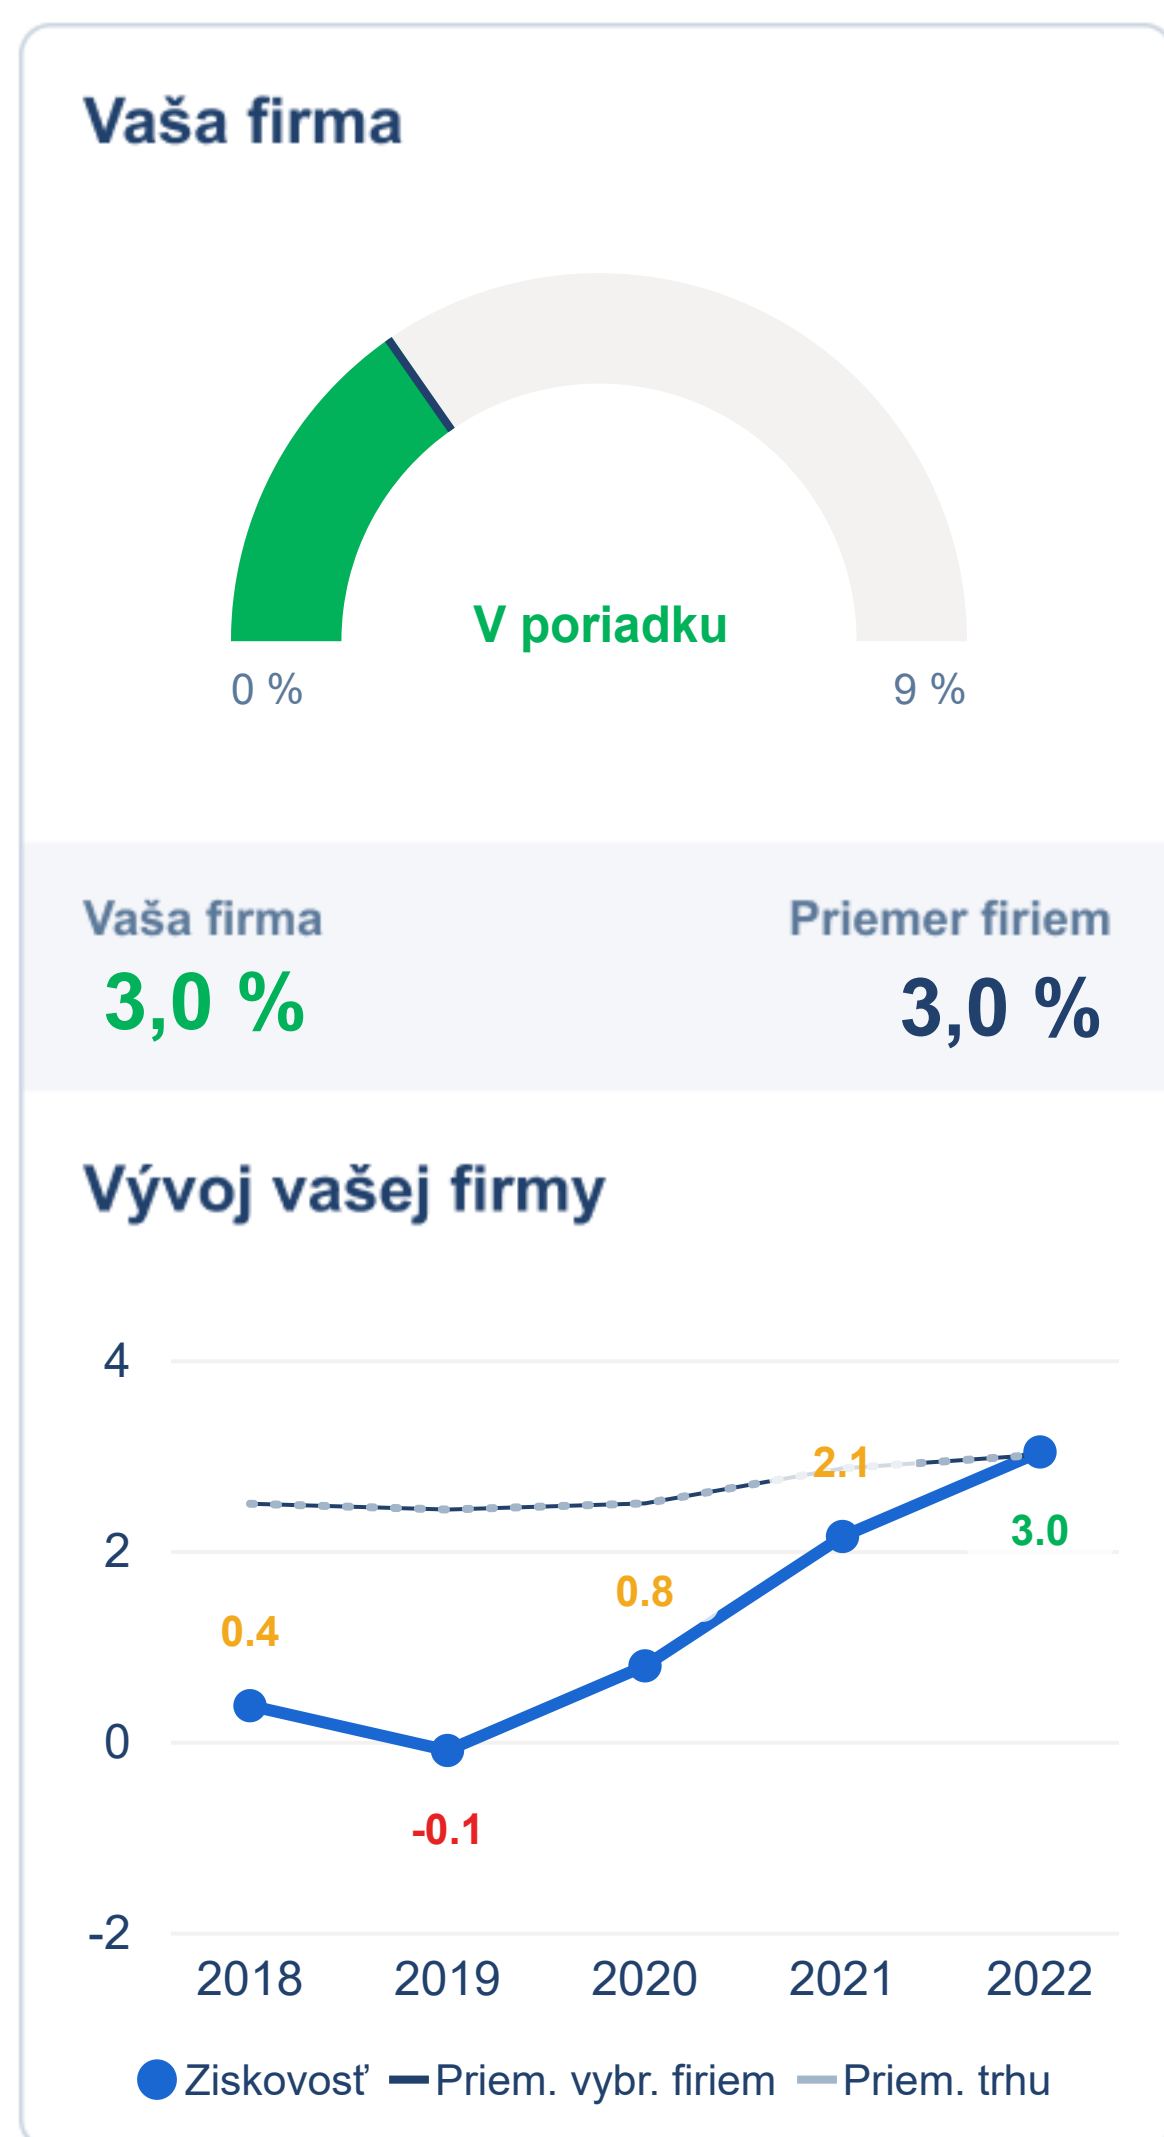 Vaša firma
V poriadku
0 % 9 %
Vaša firma Priemer firiem
3,0 % 3,0 %
Vývoj vašej firmy
4
2.1
3.0
2
0.8
0.4
0
-0.1
-2
2018 2019 2020 2021 2022
Ziskovosť Priem. vybr. firiem Priem. trhu